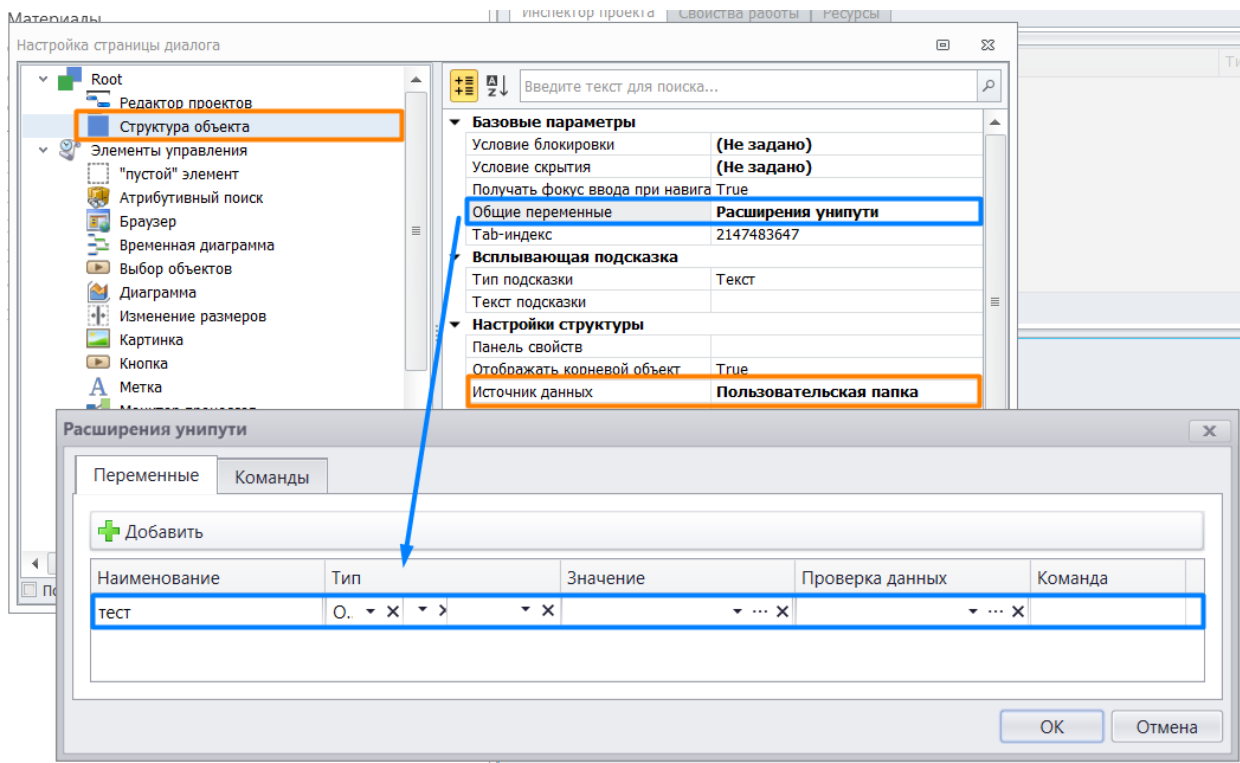 Материалы
Инспектор проекта Свойства работы Ресурсы
Настройка страницы диалога
Root
Редактор проектов
Структура объекта
Элементы управления
"пустой" элемент
Атрибутивный поиск
Браузер
Временная диаграмма
Выбор объектов
Диаграмма
Изменение размеров
Картинка
Кнопка
Метка
Введите текст для поиска...
Базовые параметры
Условие блокировки (Не задано)
Условие скрытия (Не задано)
Получать фокус ввода при навига True
Общие переменные Расширения унипути
Tab-индекс 2147483647
Всплывающая подсказка
Тип подсказки Текст
Текст подсказки
Настройки структуры
Панель свойств
Отображать корневой объект True
Источник данных Пользовательская папка
Расширения унипути
Переменные Команды
Добавить
Наименование Тип Значение Проверка данных Команда
тест О..
ОК Отмена